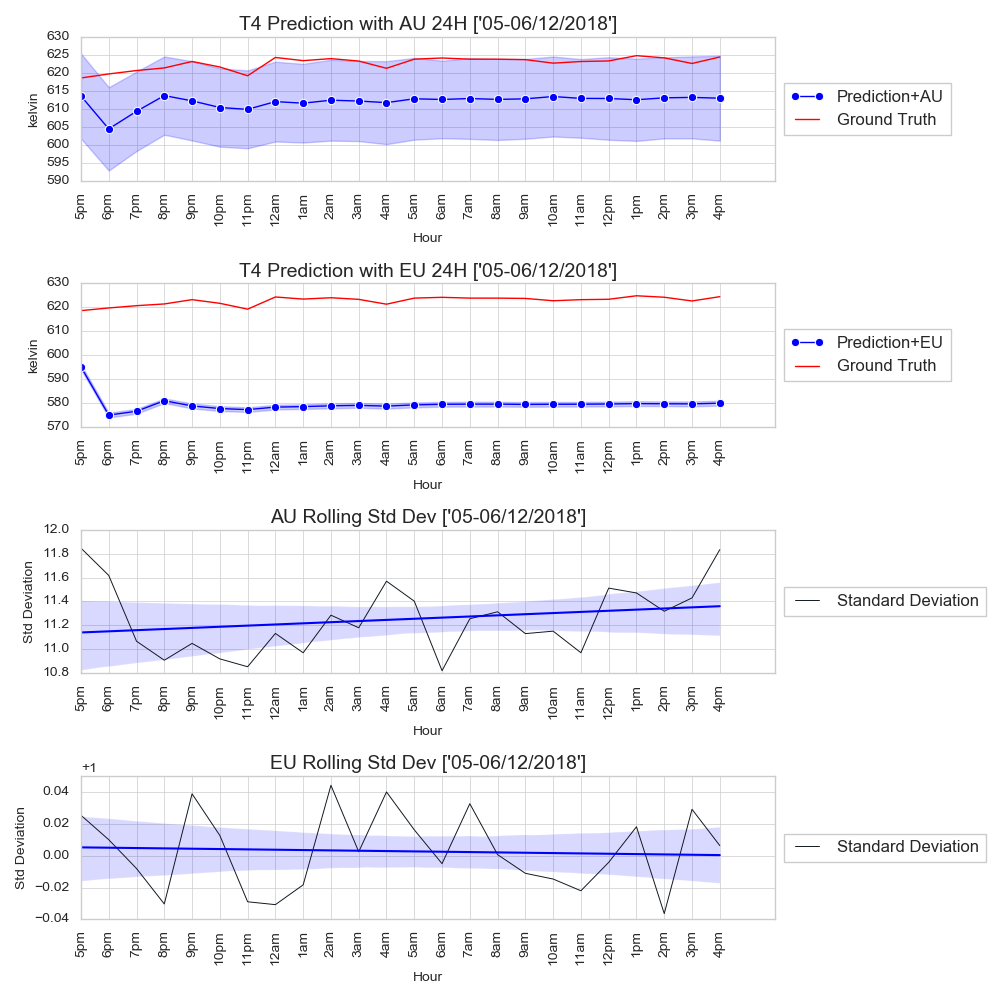 T4 Prediction with AU 24H ['05-06/12/2018']
630
625
620
615
610
605
600
595
590
kelvin
5pm 6pm 7pm 8pm 9pm 10pm 11pm 12am 1am 2am 3am 4am 5am 6am 7am 8am 9am 10am 11am 12pm 1pm 2pm 3pm 4pm
Hour
Prediction+AU
Ground Truth
T4 Prediction with EU 24H ['05-06/12/2018']
630
620
610
600
590
580
570
kelvin
5pm 6pm 7pm 8pm 9pm 10pm 11pm 12am 1am 2am 3am 4am 5am 6am 7am 8am 9am 10am 11am 12pm 1pm 2pm 3pm 4pm
Hour
Prediction+EU
Ground Truth
AU Rolling Std Dev ['05-06/12/2018']
12.0
11.8
11.6
11.4
11.2
11.0
10.8
Std Deviation
5pm 6pm 7pm 8pm 9pm 10pm 11pm 12am 1am 2am 3am 4am 5am 6am 7am 8am 9am 10am 11am 12pm 1pm 2pm 3pm 4pm
Hour
Standard Deviation
EU Rolling Std Dev ['05-06/12/2018']
+1
0.04
0.02
0.00
−0.02
−0.04
Std Deviation
5pm 6pm 7pm 8pm 9pm 10pm 11pm 12am 1am 2am 3am 4am 5am 6am 7am 8am 9am 10am 11am 12pm 1pm 2pm 3pm 4pm
Hour
Standard Deviation